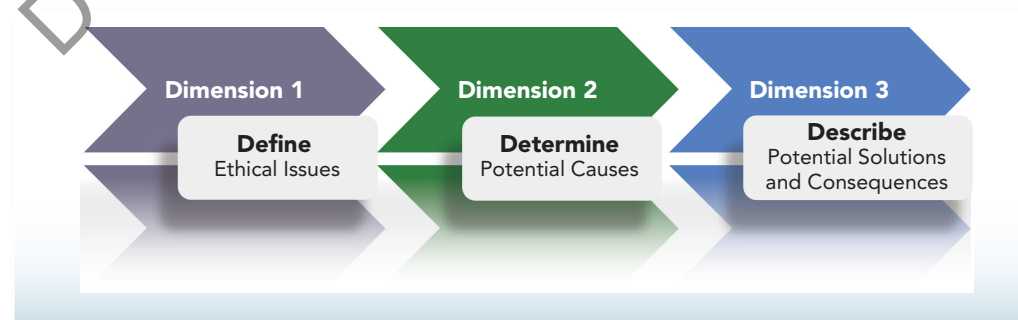 D
Dimension 1
Define
Ethical Issues
Dimension 2
Determine
Potential Causes
Dimension 3
Describe
Potential Solutions
and Consequences